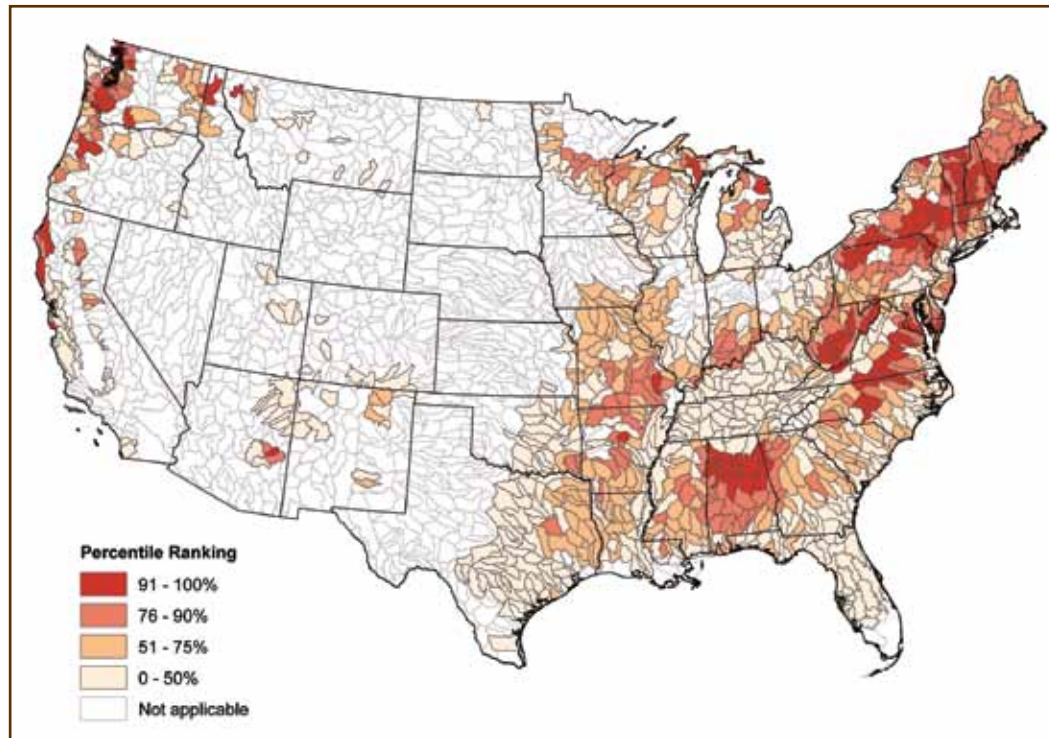 Percentile Ranking
91 - 100%
76 - 90%
51 - 75%
0 - 50%
Not applicable